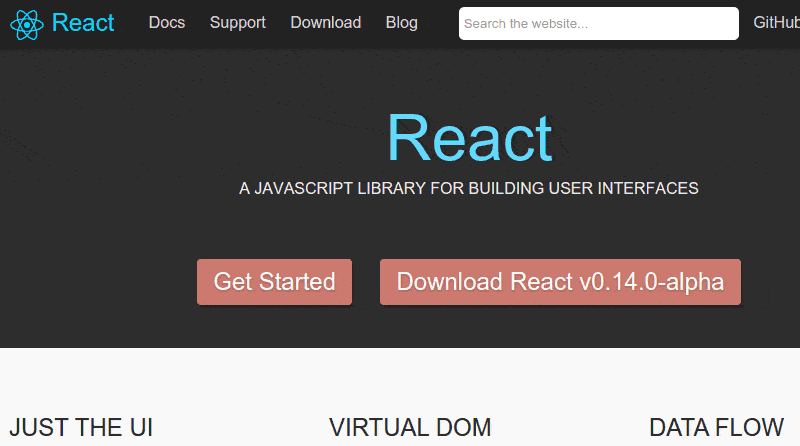 React Docs Support Download Blog Search the website...
React
A JAVASCRIPT LIBRARY FOR BUILDING USER INTERFACES
Get Started Download React v0.14.0-alpha
JUST THE UI VIRTUAL DOM DATA FLOW